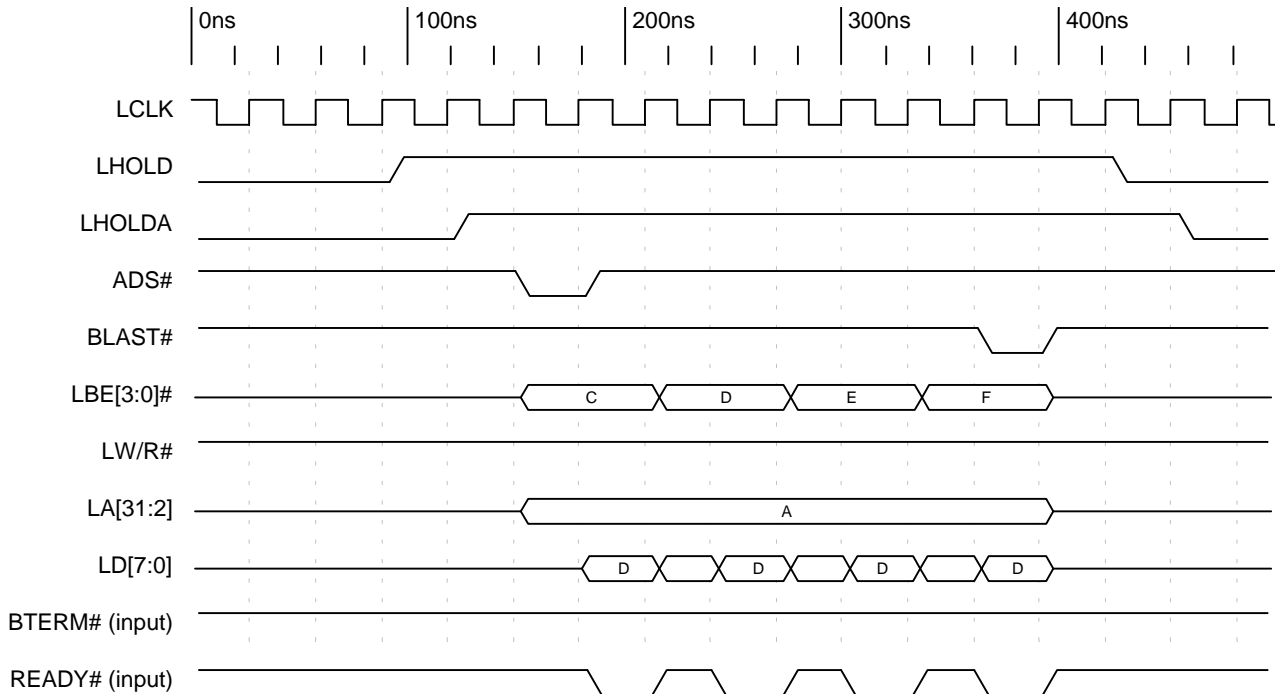 0ns 100ns 200ns 300ns 400ns
LCLK
LHOLD
LHOLDA
ADS#
BLAST#
LBE[3:0]# C D E F
LW/R#
LA[31:2] A
LD[7:0] D D D D
BTERM# (input)
READY# (input)